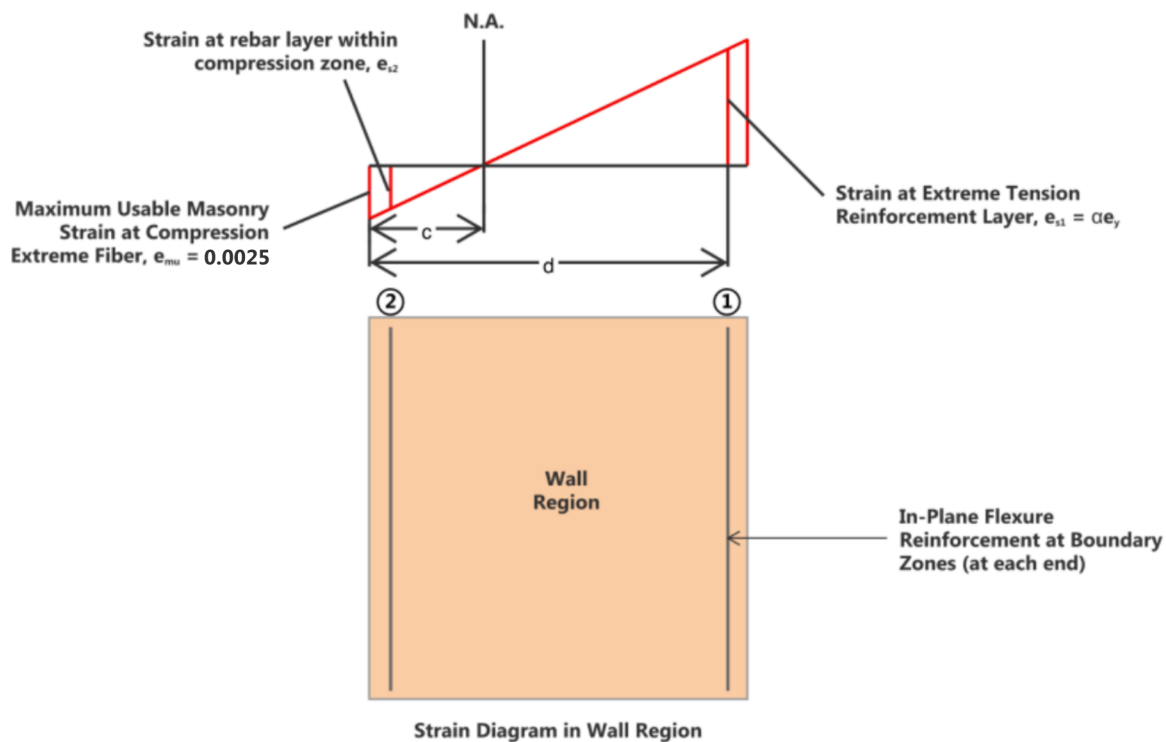 N.A.
Strain at rebar layer within
compression zone, eₛ₂
Maximum Usable Masonry
Strain at Compression
Extreme Fiber, eₘᵤ = 0.0025
Strain at Extreme Tension
Reinforcement Layer, eₛ₁ = αeᵧ
c
d
②
①
Wall
Region
In-Plane Flexure
Reinforcement at Boundary
Zones (at each end)
Strain Diagram in Wall Region